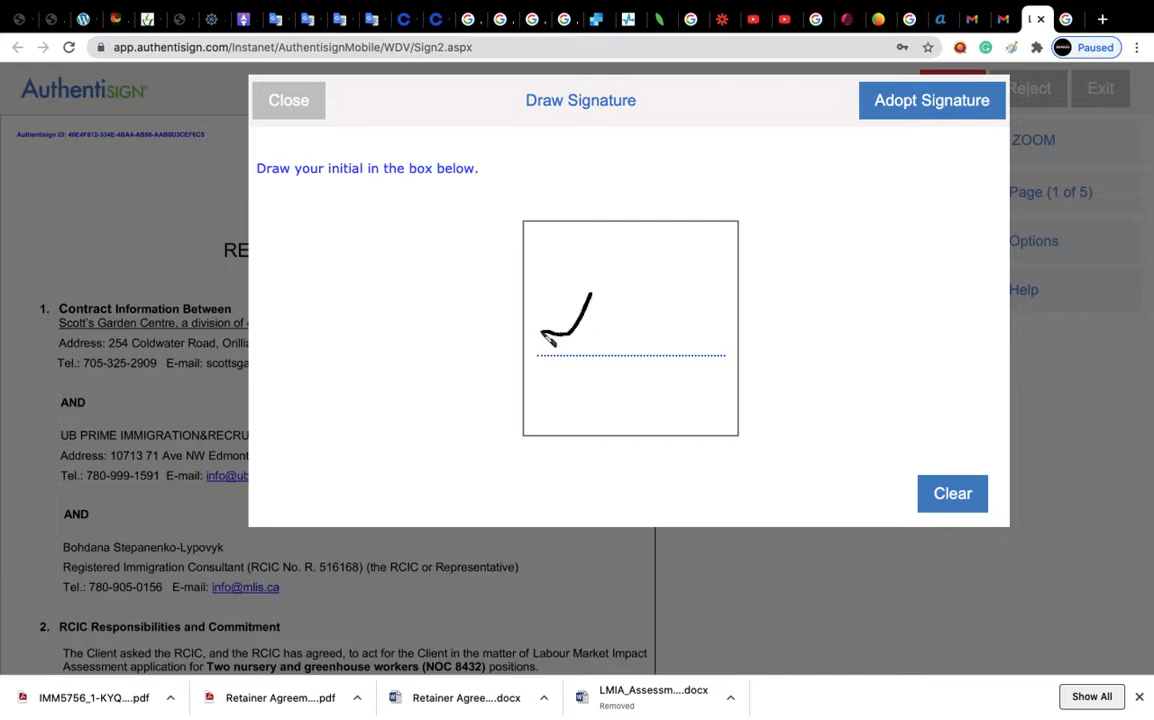 app.authentisign.com/instanet/AuthentisignMobile/WDV/Sign2.aspx
Paused
AUTHENTISIGN
Reject
Exit
Close
Draw Signature
Adopt Signature
Authentisign ID: 46E4F612-334E-4BA4-ABB8-AAB8D3CEF6C5
ZOOM
Draw your initial in the box below.
Page (1 of 5)
RE
Options
Help
1. Contract Information Between
Scott's Garden Centre, a division of
Address: 254 Coldwater Road, Orilli
Tel.: 705-325-2909 E-mail: scottsga
AND
UB PRIME IMMIGRATION&RECRU
Address: 10713 71 Ave NW Edmont
Tel.: 780-999-1591 E-mail: info@ub
Clear
AND
Bohdana Stepanenko-Lypovyk
Registered Immigration Consultant (RCIC No. R. 516168) (the RCIC or Representative)
Tel.: 780-905-0156 E-mail: info@mlis.ca
2. RCIC Responsibilities and Commitment
The Client asked the RCIC, and the RCIC has agreed, to act for the Client in the matter of Labour Market Impact
Assessment application for Two nursery and greenhouse workers (NOC 8432) positions.
IMM5756_1-KYQ....pdf
Retainer Agreem....pdf
Retainer Agree....docx
LMIA_Assessm....docx
Removed
Show All